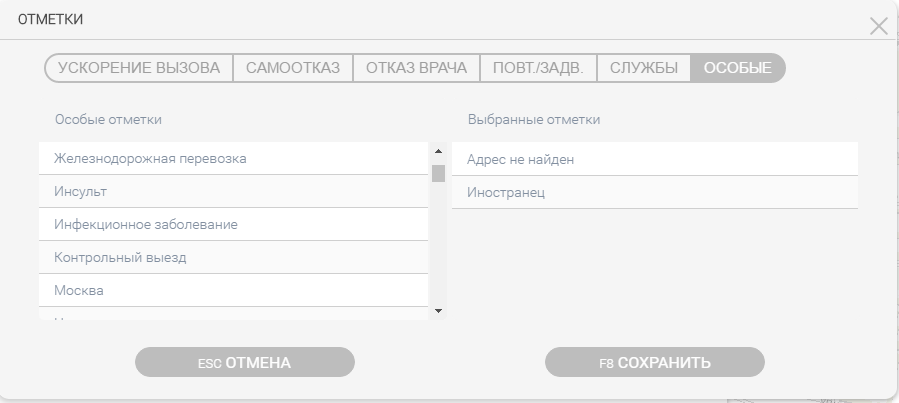 ОТМЕТКИ
УСКОРЕНИЕ ВЫЗОВА САМООТКАЗ ОТКАЗ ВРАЧА ПОВТ./ЗАДВ. СЛУЖБЫ ОСОБЫЕ
Особые отметки
Железнодорожная перевозка
Инсульт
Инфекционное заболевание
Контрольный выезд
Москва
Выбранные отметки
Адрес не найден
Иностранец
ESC ОТМЕНА
F8 СОХРАНИТЬ